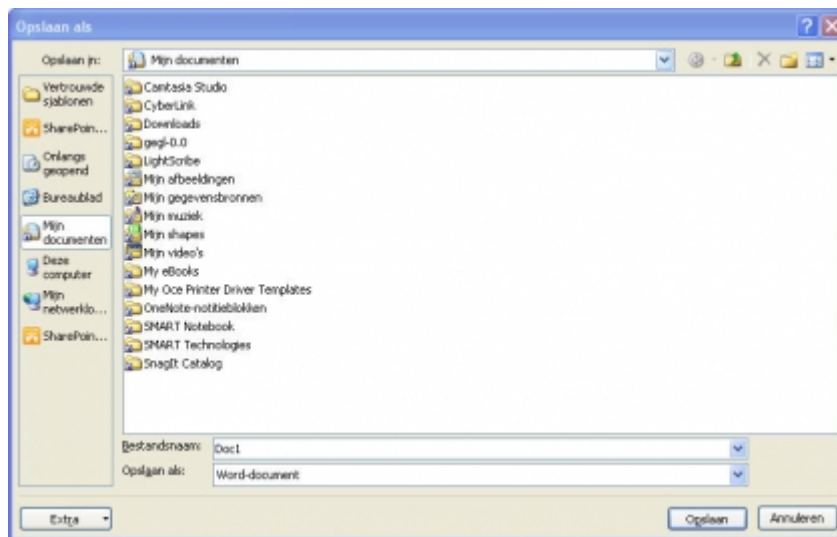 Opslaan als
Opslaan in:
Mijn documenten
Vertrouwde
sjablonen
SharePoin...
Onlangs
geopend
Bureaublad
Mijn
documenten
Deze
computer
Mijn
netwerklo...
SharePoin...
Camtasia Studio
CyberLink
Downloads
gegl-0.0
LightScribe
Mijn afbeeldingen
Mijn gegevensbronnen
Mijn muziek
Mijn shapes
Mijn video's
My eBooks
My Oce Printer Driver Templates
OneNote-notitieblokken
SMART Notebook
SMART Technologies
SnagIt Catalog
Bestandsnaam:
Doc1
Opslaan als:
Word-document
Extra
Opslaan
Annuleren